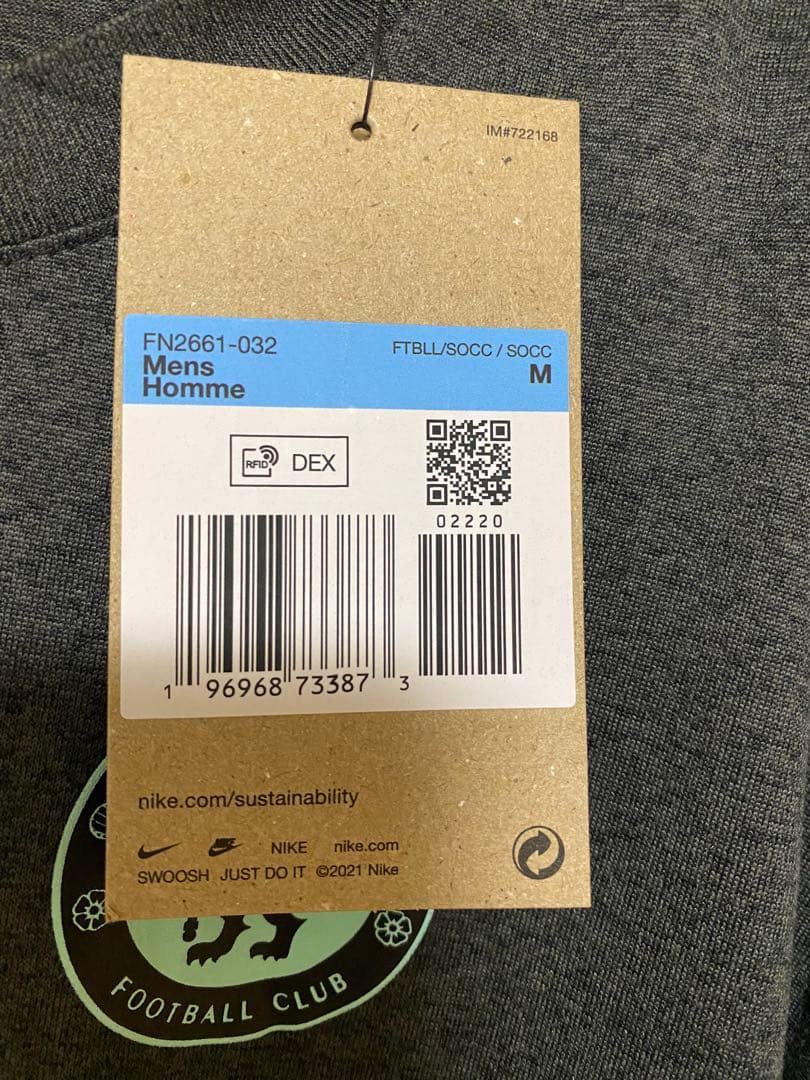 IM#722168
FN2661-032
Mens
Homme
FTBLL/SOCC / SOCC
M
RFID DEX
02220
1 96968 73387 3
nike.com/sustainability
NIKE nike.com
SWOOSH JUST DO IT ©2021 Nike
FOOTBALL CLUB